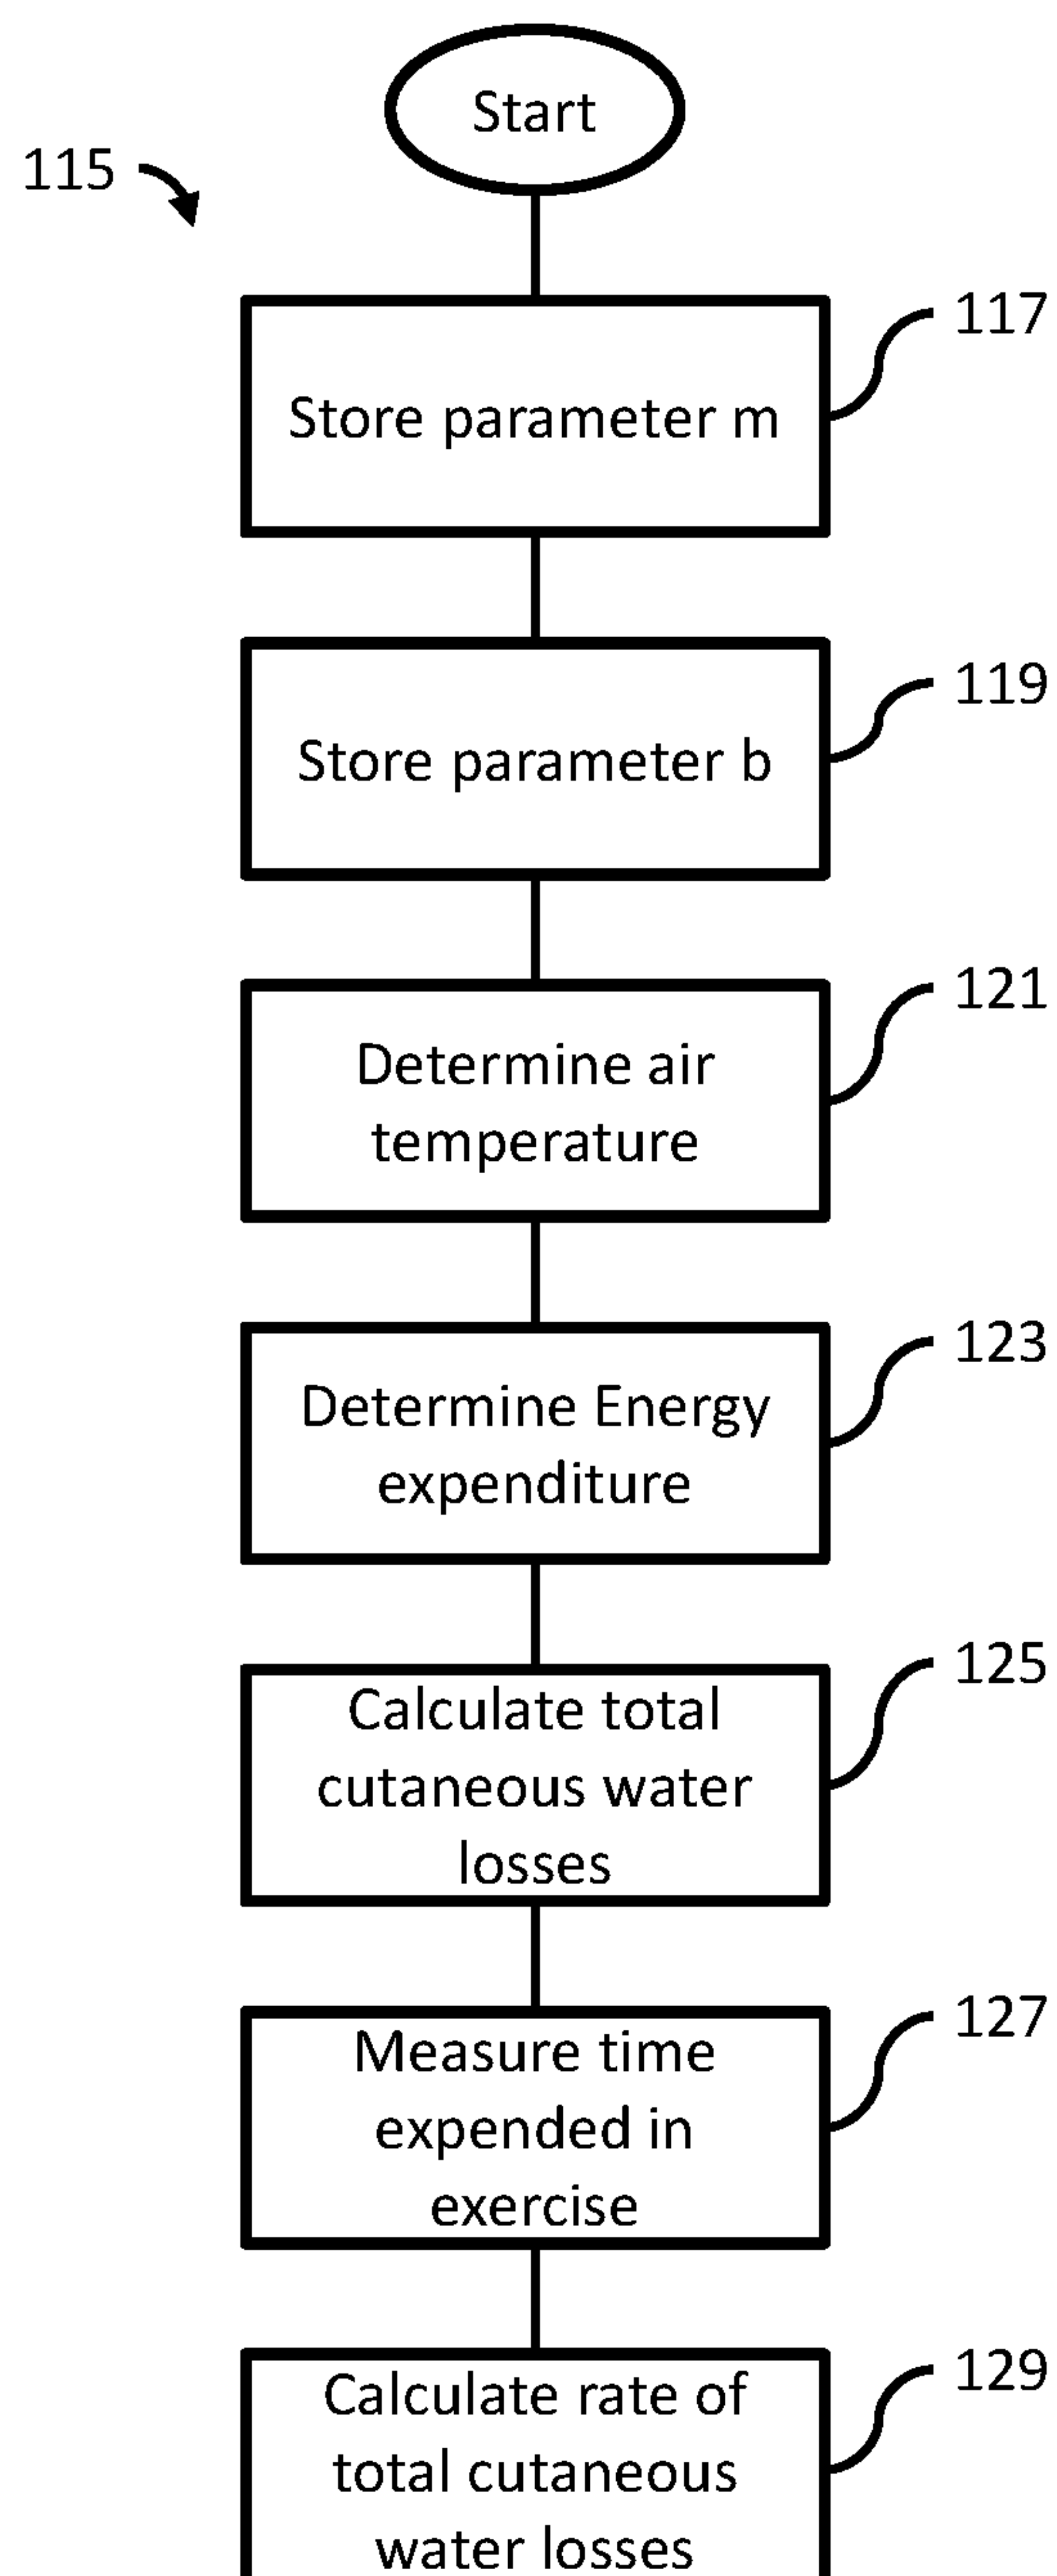 Start
115
117
Store parameter m
119
Store parameter b
121
Determine air
temperature
123
Determine Energy
expenditure
125
Calculate total
cutaneous water
losses
127
Measure time
expended in
exercise
129
Calculate rate of
total cutaneous
water losses